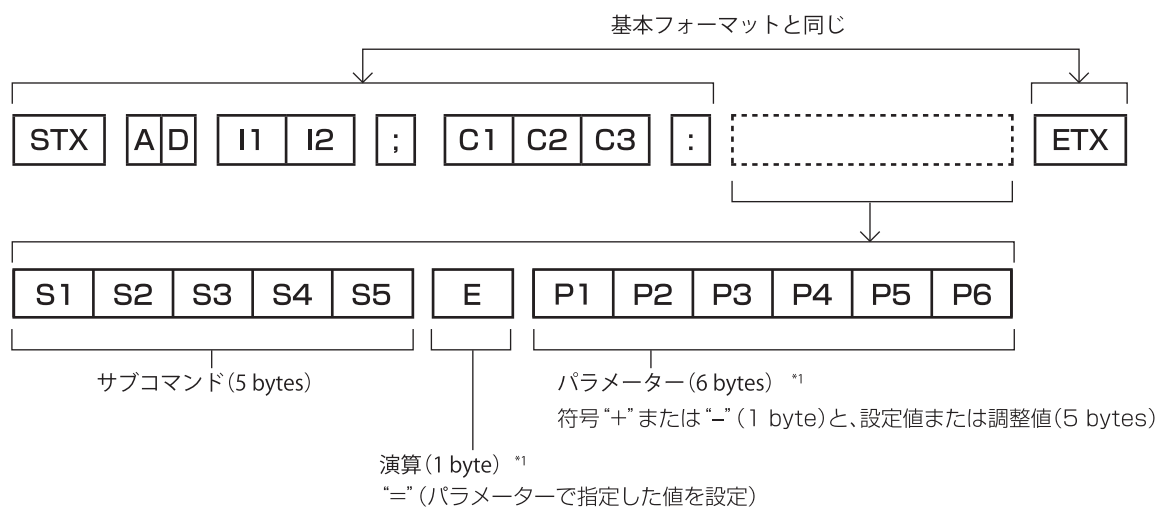 基本フォーマットと同じ
STX A D I1 I2 ; C1 C2 C3 : ETX
S1 S2 S3 S4 S5 E P1 P2 P3 P4 P5 P6
サブコマンド(5 bytes)
パラメーター(6 bytes) *1
符号“+”または“–”(1 byte)と、設定値または調整値(5 bytes)
演算(1 byte) *1
“=”(パラメーターで指定した値を設定)